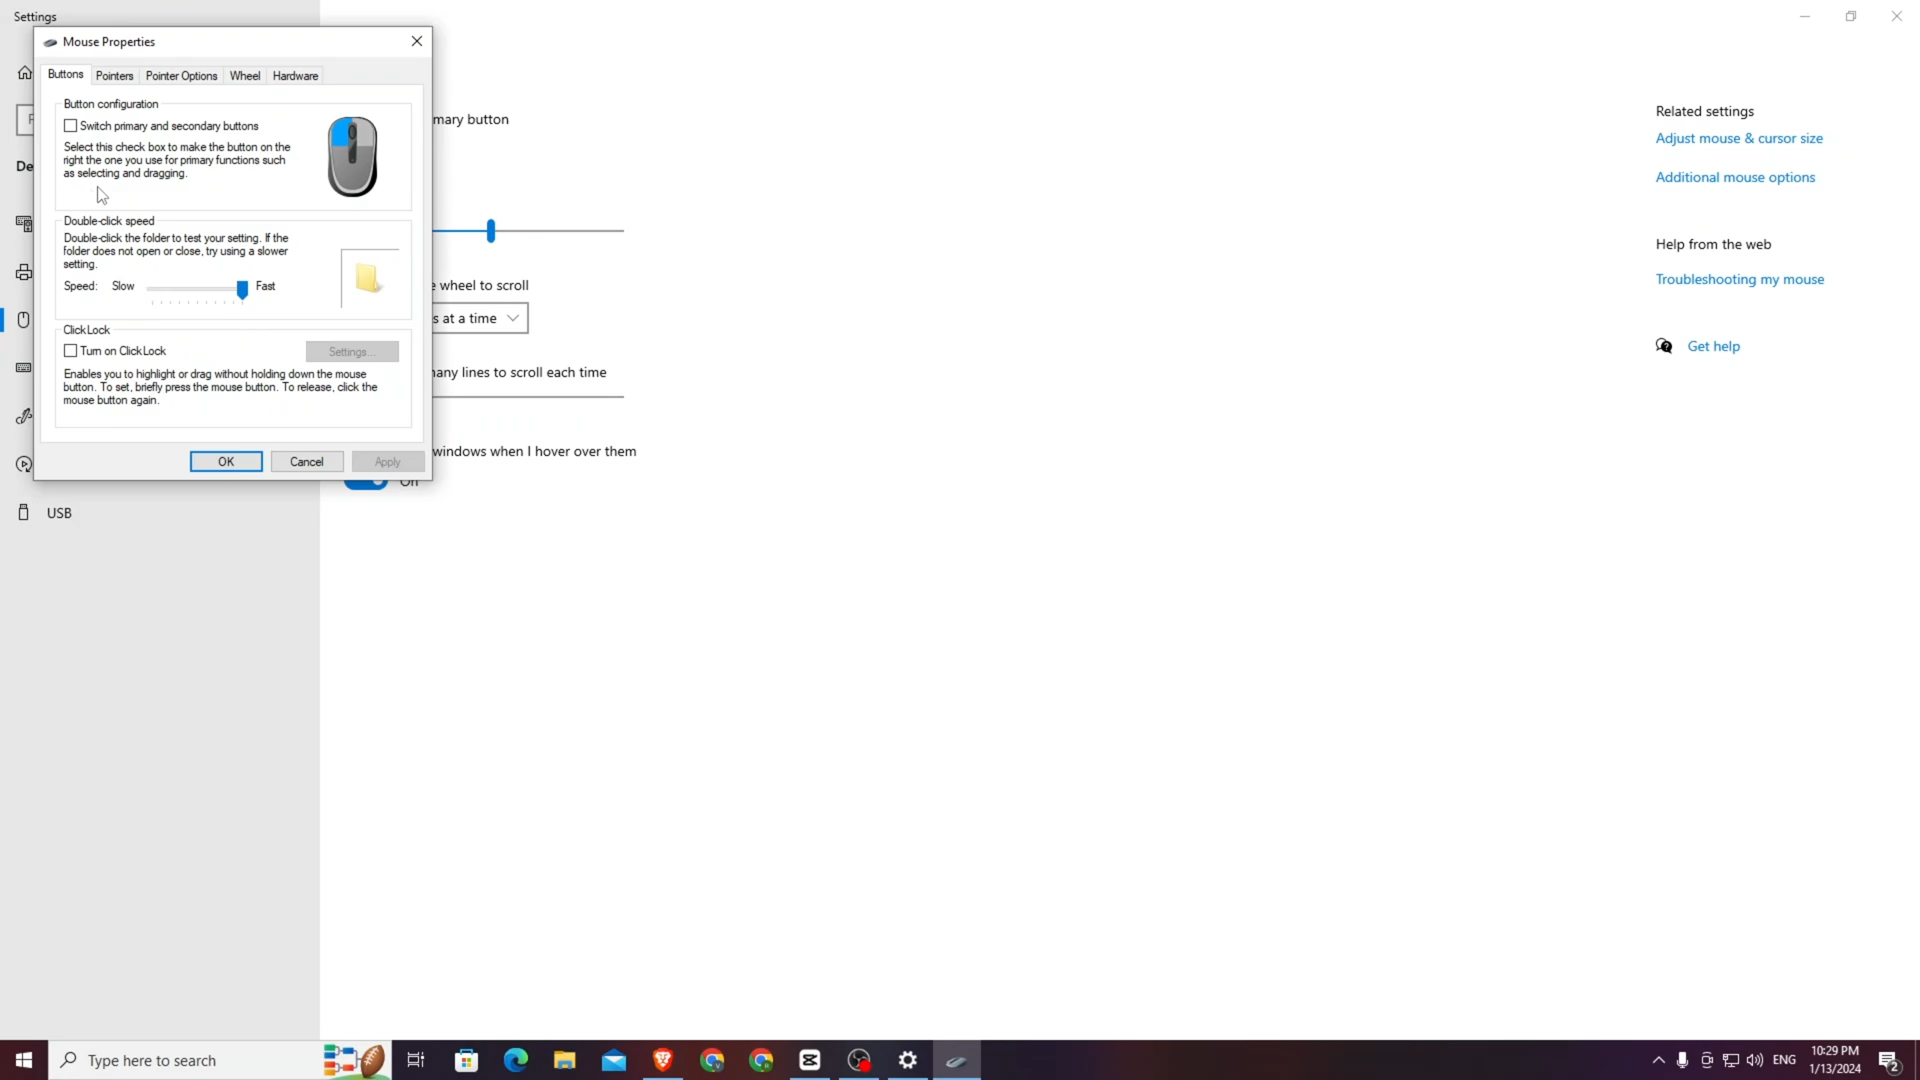 Settings
Mouse Properties
Buttons
Pointers
Pointer Options
Wheel
Hardware
Button configuration
Switch primary and secondary buttons
Select this check box to make the button on the
right the one you use for primary functions such
as selecting and dragging.
Double-click speed
Double-click the folder to test your setting. If the
folder does not open or close, try using a slower
setting.
Speed: Slow Fast
ClickLock
Turn on ClickLock
Settings...
Enables you to highlight or drag without holding down the mouse
button. To set, briefly press the mouse button. To release, click the
mouse button again.
OK
Cancel
Apply
De
USB
mary button
wheel to scroll
s at a time
any lines to scroll each time
windows when I hover over them
On
Related settings
Adjust mouse & cursor size
Additional mouse options
Help from the web
Troubleshooting my mouse
Get help
Type here to search
ENG
10:29 PM
1/13/2024
2